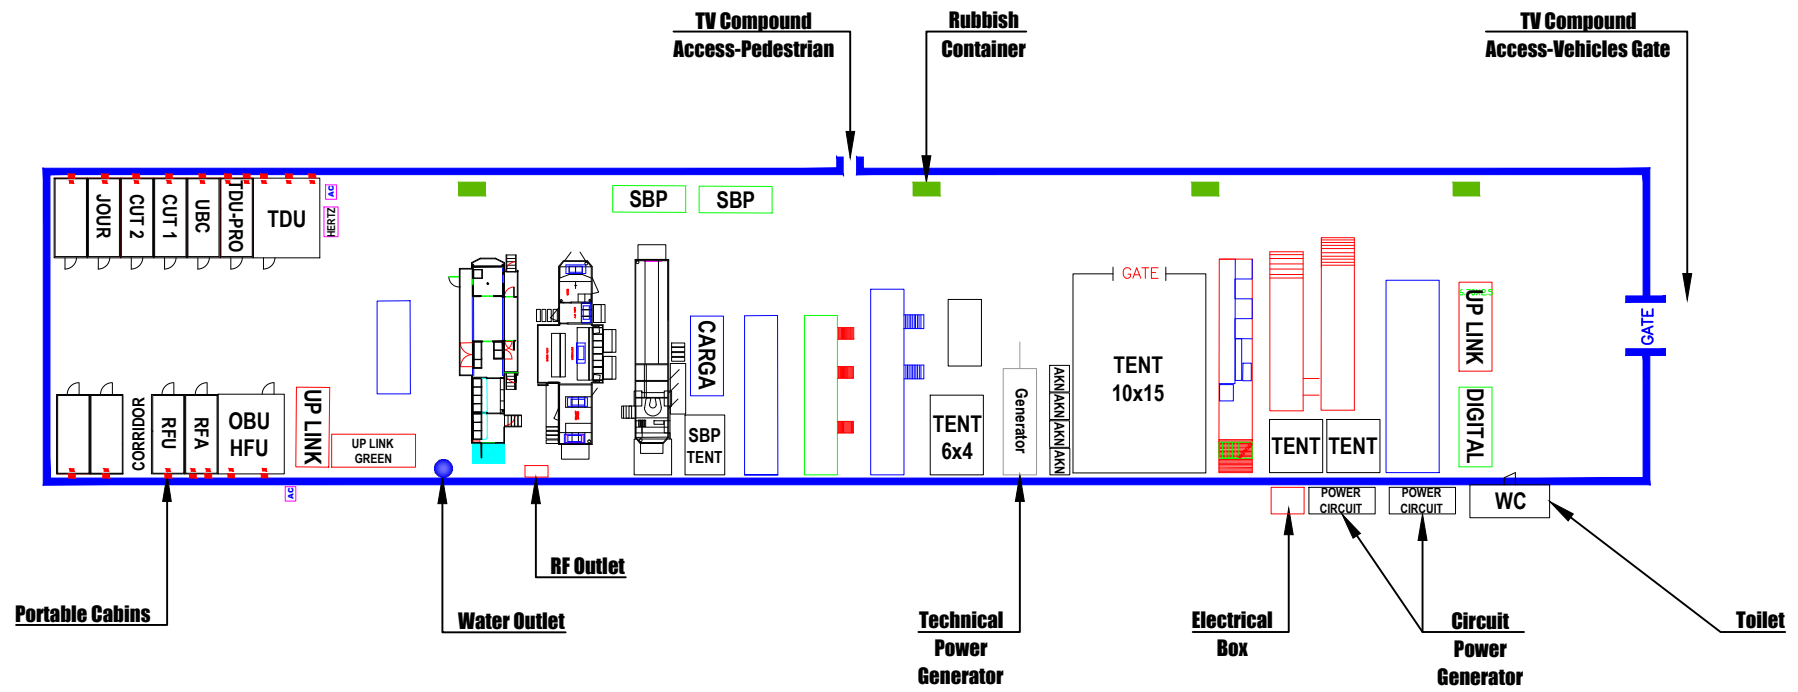 TV Compound
Access-Pedestrian
Rubbish
Container
TV Compound
Access-Vehicles Gate
JOUR
CUT 2
CUT 1
UBC
TDU-PRO
TDU
AC
HERTZ
SBP
SBP
GATE
GATE
UP LINK
DIGITAL
CORRIDOR
RFU
RFA
OBU
HFU
UP LINK
UP LINK
GREEN
AC
CARGA
SBP
TENT
TENT
6x4
Generator
AKN
AKN
AKN
AKN
TENT
10x15
TENT
TENT
POWER
CIRCUIT
POWER
CIRCUIT
WC
Portable Cabins
Water Outlet
RF Outlet
Technical
Power
Generator
Electrical
Box
Circuit
Power
Generator
Toilet